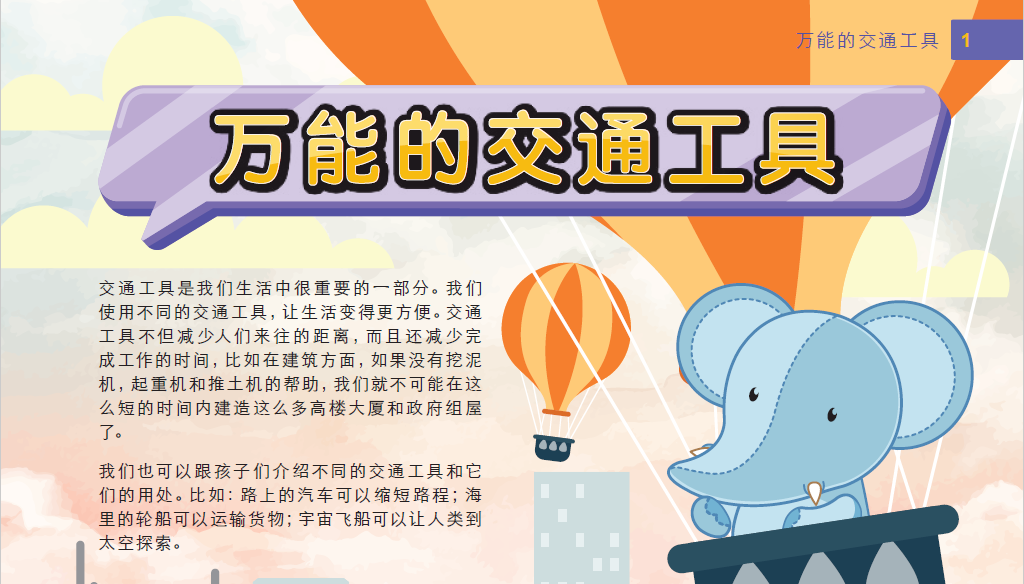 万能的交通工具 1
万能的交通工具
交通工具是我们生活中很重要的一部分。我们
使用不同的交通工具，让生活变得更方便。交通
工具不但减少人们来往的距离，而且还减少完
成工作的时间，比如在建筑方面，如果没有挖泥
机，起重机和推土机的帮助，我们就不可能在这
么短的时间内建造这么多高楼大厦和政府组屋
了。
我们也可以跟孩子们介绍不同的交通工具和它
们的用处。比如：路上的汽车可以缩短路程；海
里的轮船可以运输货物；宇宙飞船可以让人类到
太空探索。